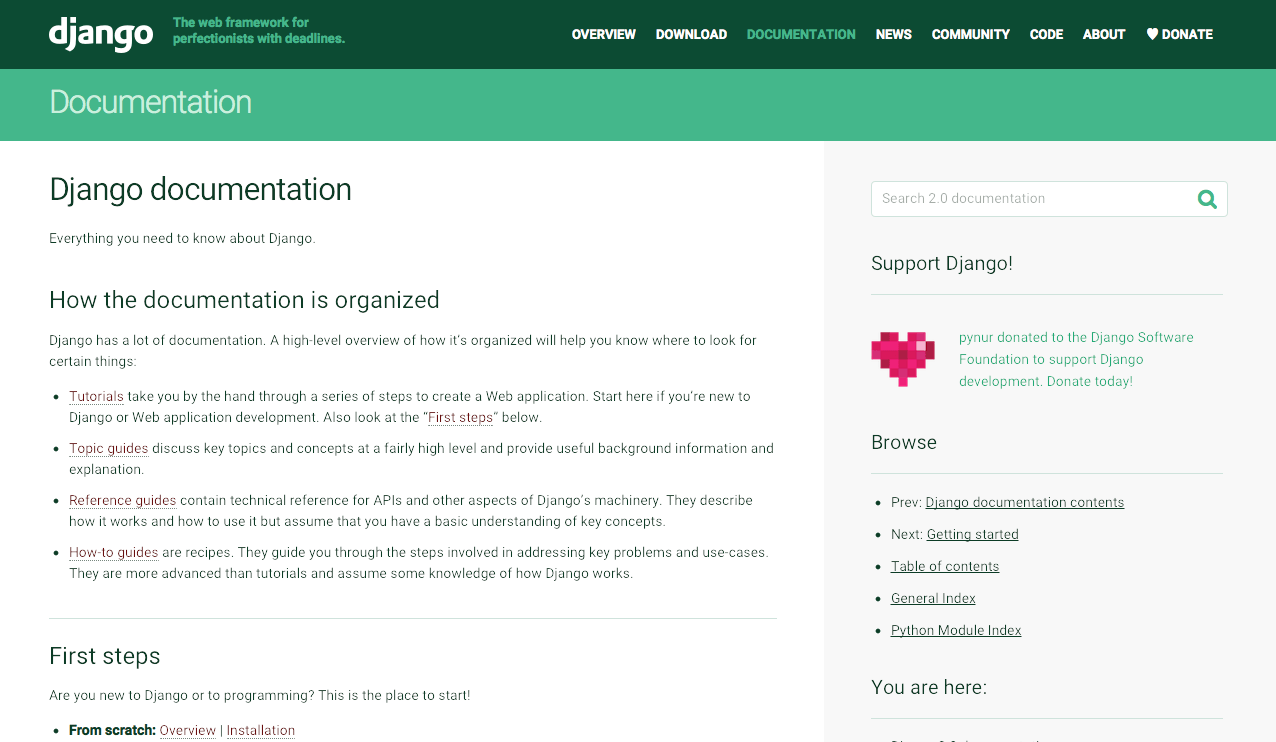 django
The web framework for
perfectionists with deadlines.
OVERVIEW DOWNLOAD DOCUMENTATION NEWS COMMUNITY CODE ABOUT ♥ DONATE
Documentation
Django documentation
Everything you need to know about Django.
How the documentation is organized
Django has a lot of documentation. A high-level overview of how it’s organized will help you know where to look for
certain things:
• Tutorials take you by the hand through a series of steps to create a Web application. Start here if you’re new to
Django or Web application development. Also look at the “First steps” below.
• Topic guides discuss key topics and concepts at a fairly high level and provide useful background information and
explanation.
• Reference guides contain technical reference for APIs and other aspects of Django’s machinery. They describe
how it works and how to use it but assume that you have a basic understanding of key concepts.
• How-to guides are recipes. They guide you through the steps involved in addressing key problems and use-cases.
They are more advanced than tutorials and assume some knowledge of how Django works.
First steps
Are you new to Django or to programming? This is the place to start!
• From scratch: Overview | Installation
Search 2.0 documentation
Support Django!
pynur donated to the Django Software
Foundation to support Django
development. Donate today!
Browse
• Prev: Django documentation contents
• Next: Getting started
• Table of contents
• General Index
• Python Module Index
You are here: